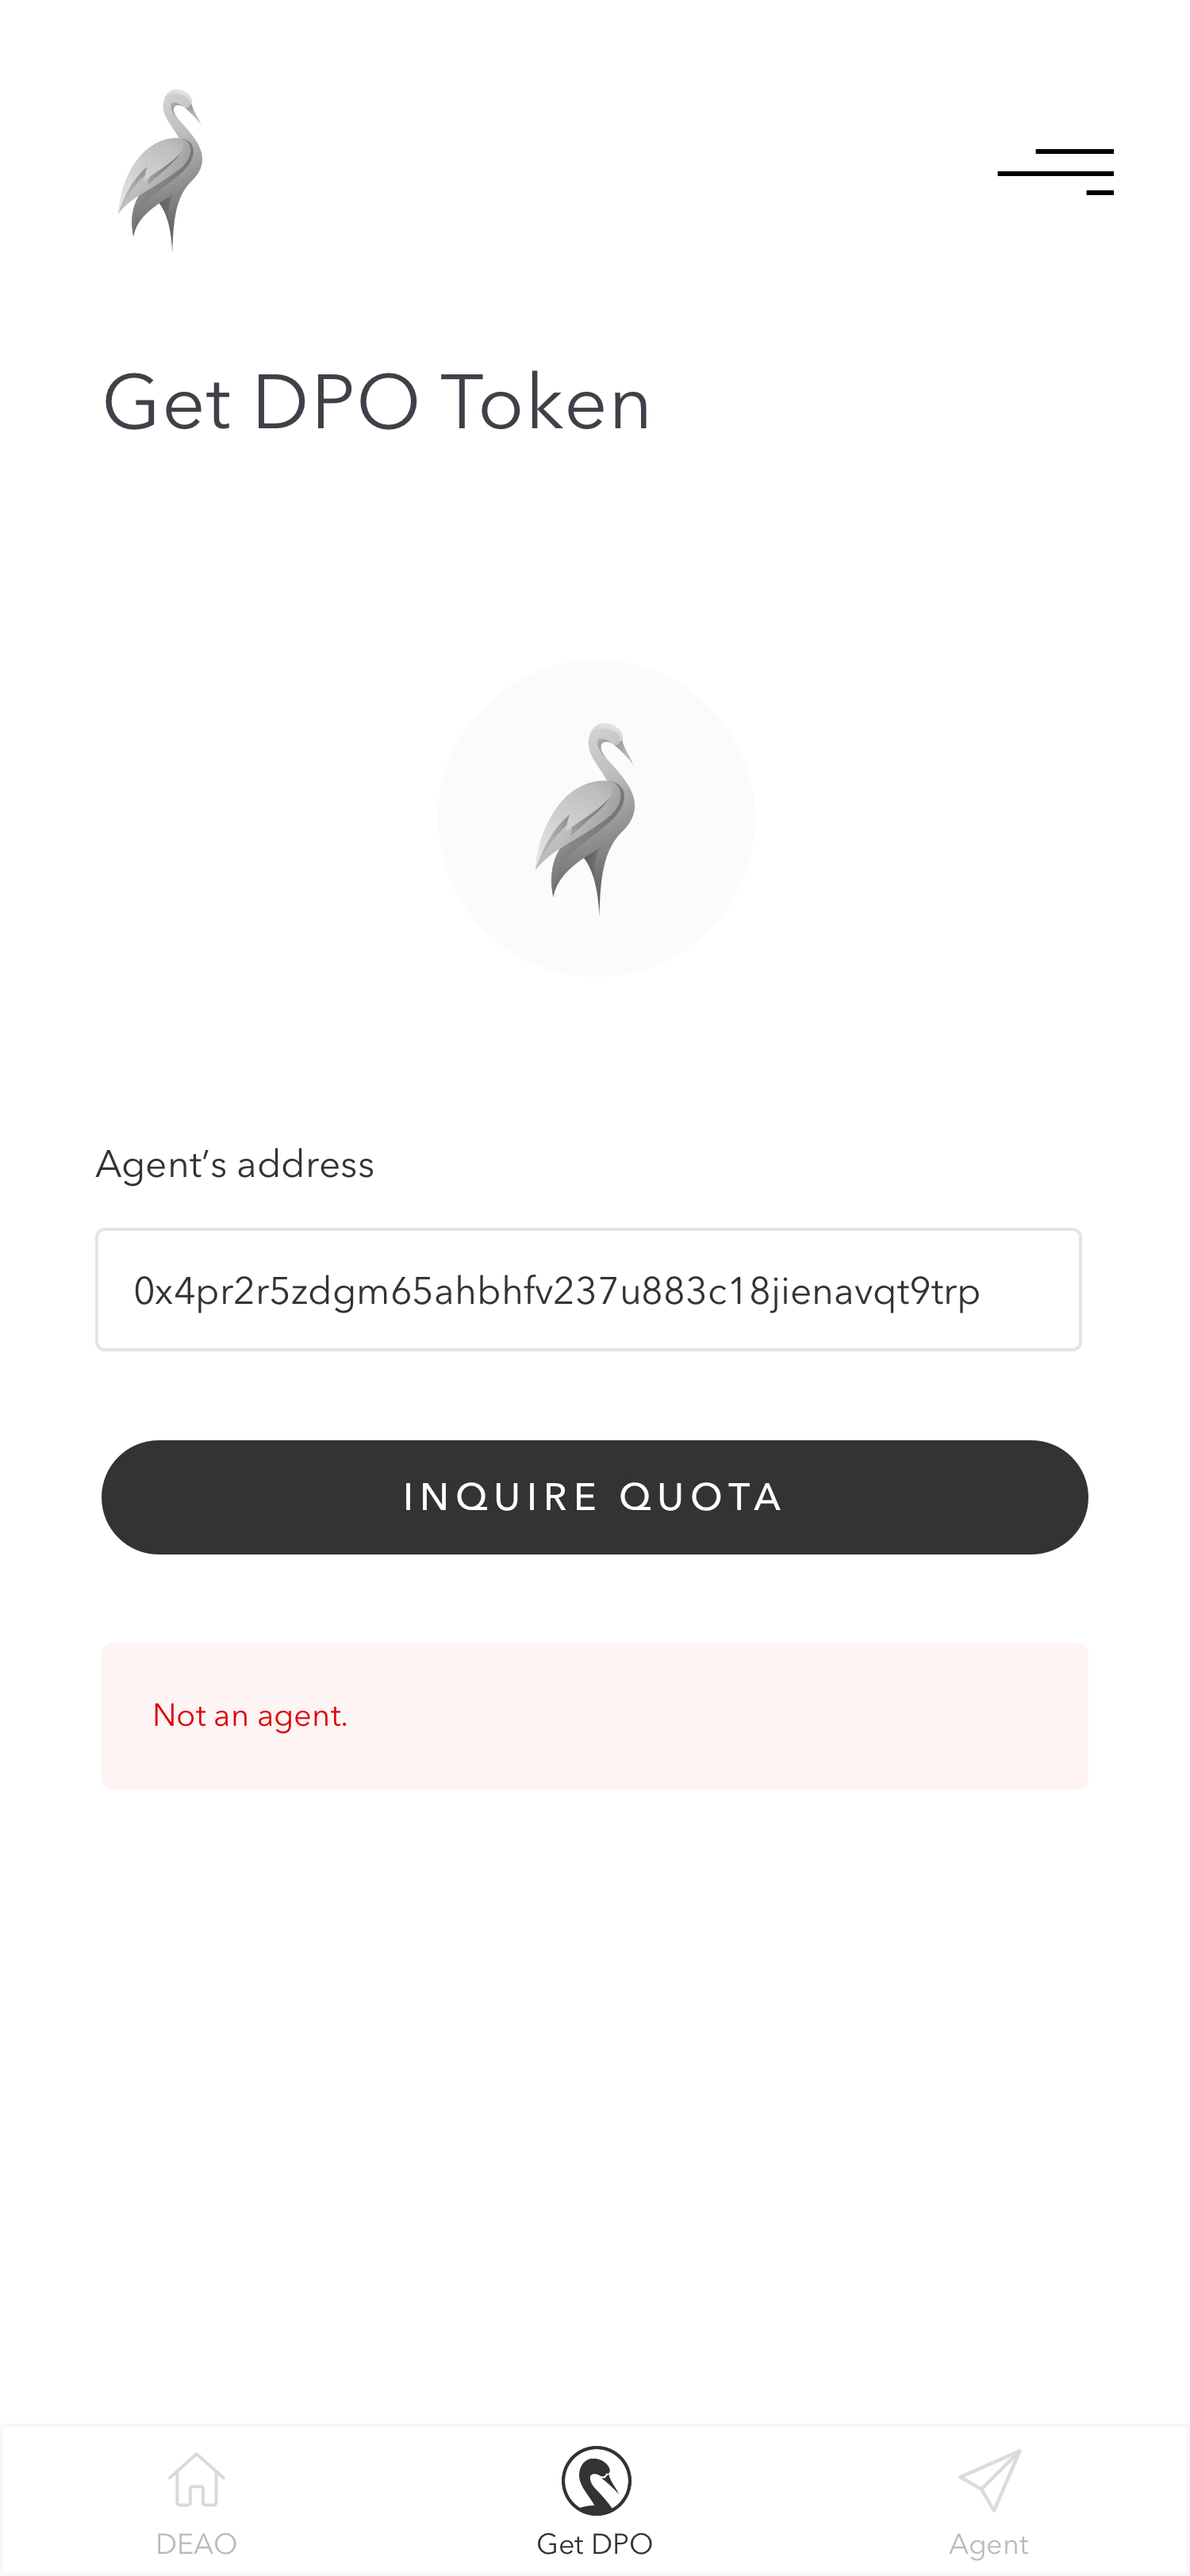 Get DPO Token
Agent’s address
0x4pr2r5zdgm65ahbhfv237u883c18jienavqt9trp
INQUIRE QUOTA
Not an agent.
DEAO
Get DPO
Agent